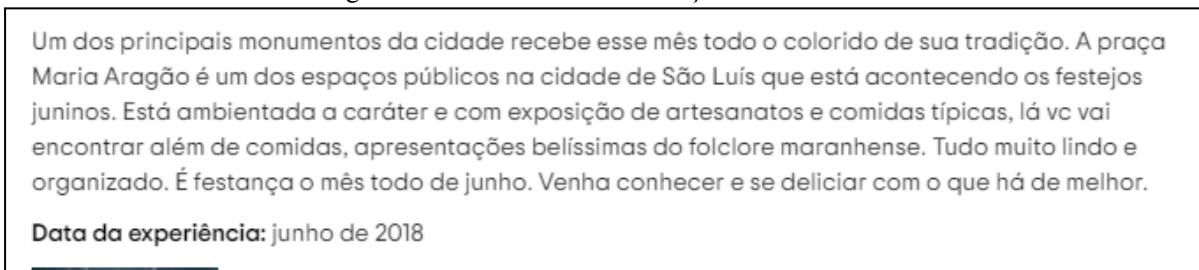 Um dos principais monumentos da cidade recebe esse mês todo o colorido de sua tradição. A praça
Maria Aragão é um dos espaços públicos na cidade de São Luís que está acontecendo os festejos
juninos. Está ambientada a caráter e com exposição de artesanatos e comidas típicas, lá vc vai
encontrar além de comidas, apresentações belíssimas do folclore maranhense. Tudo muito lindo e
organizado. É festança o mês todo de junho. Venha conhecer e se deliciar com o que há de melhor.
Data da experiência: junho de 2018